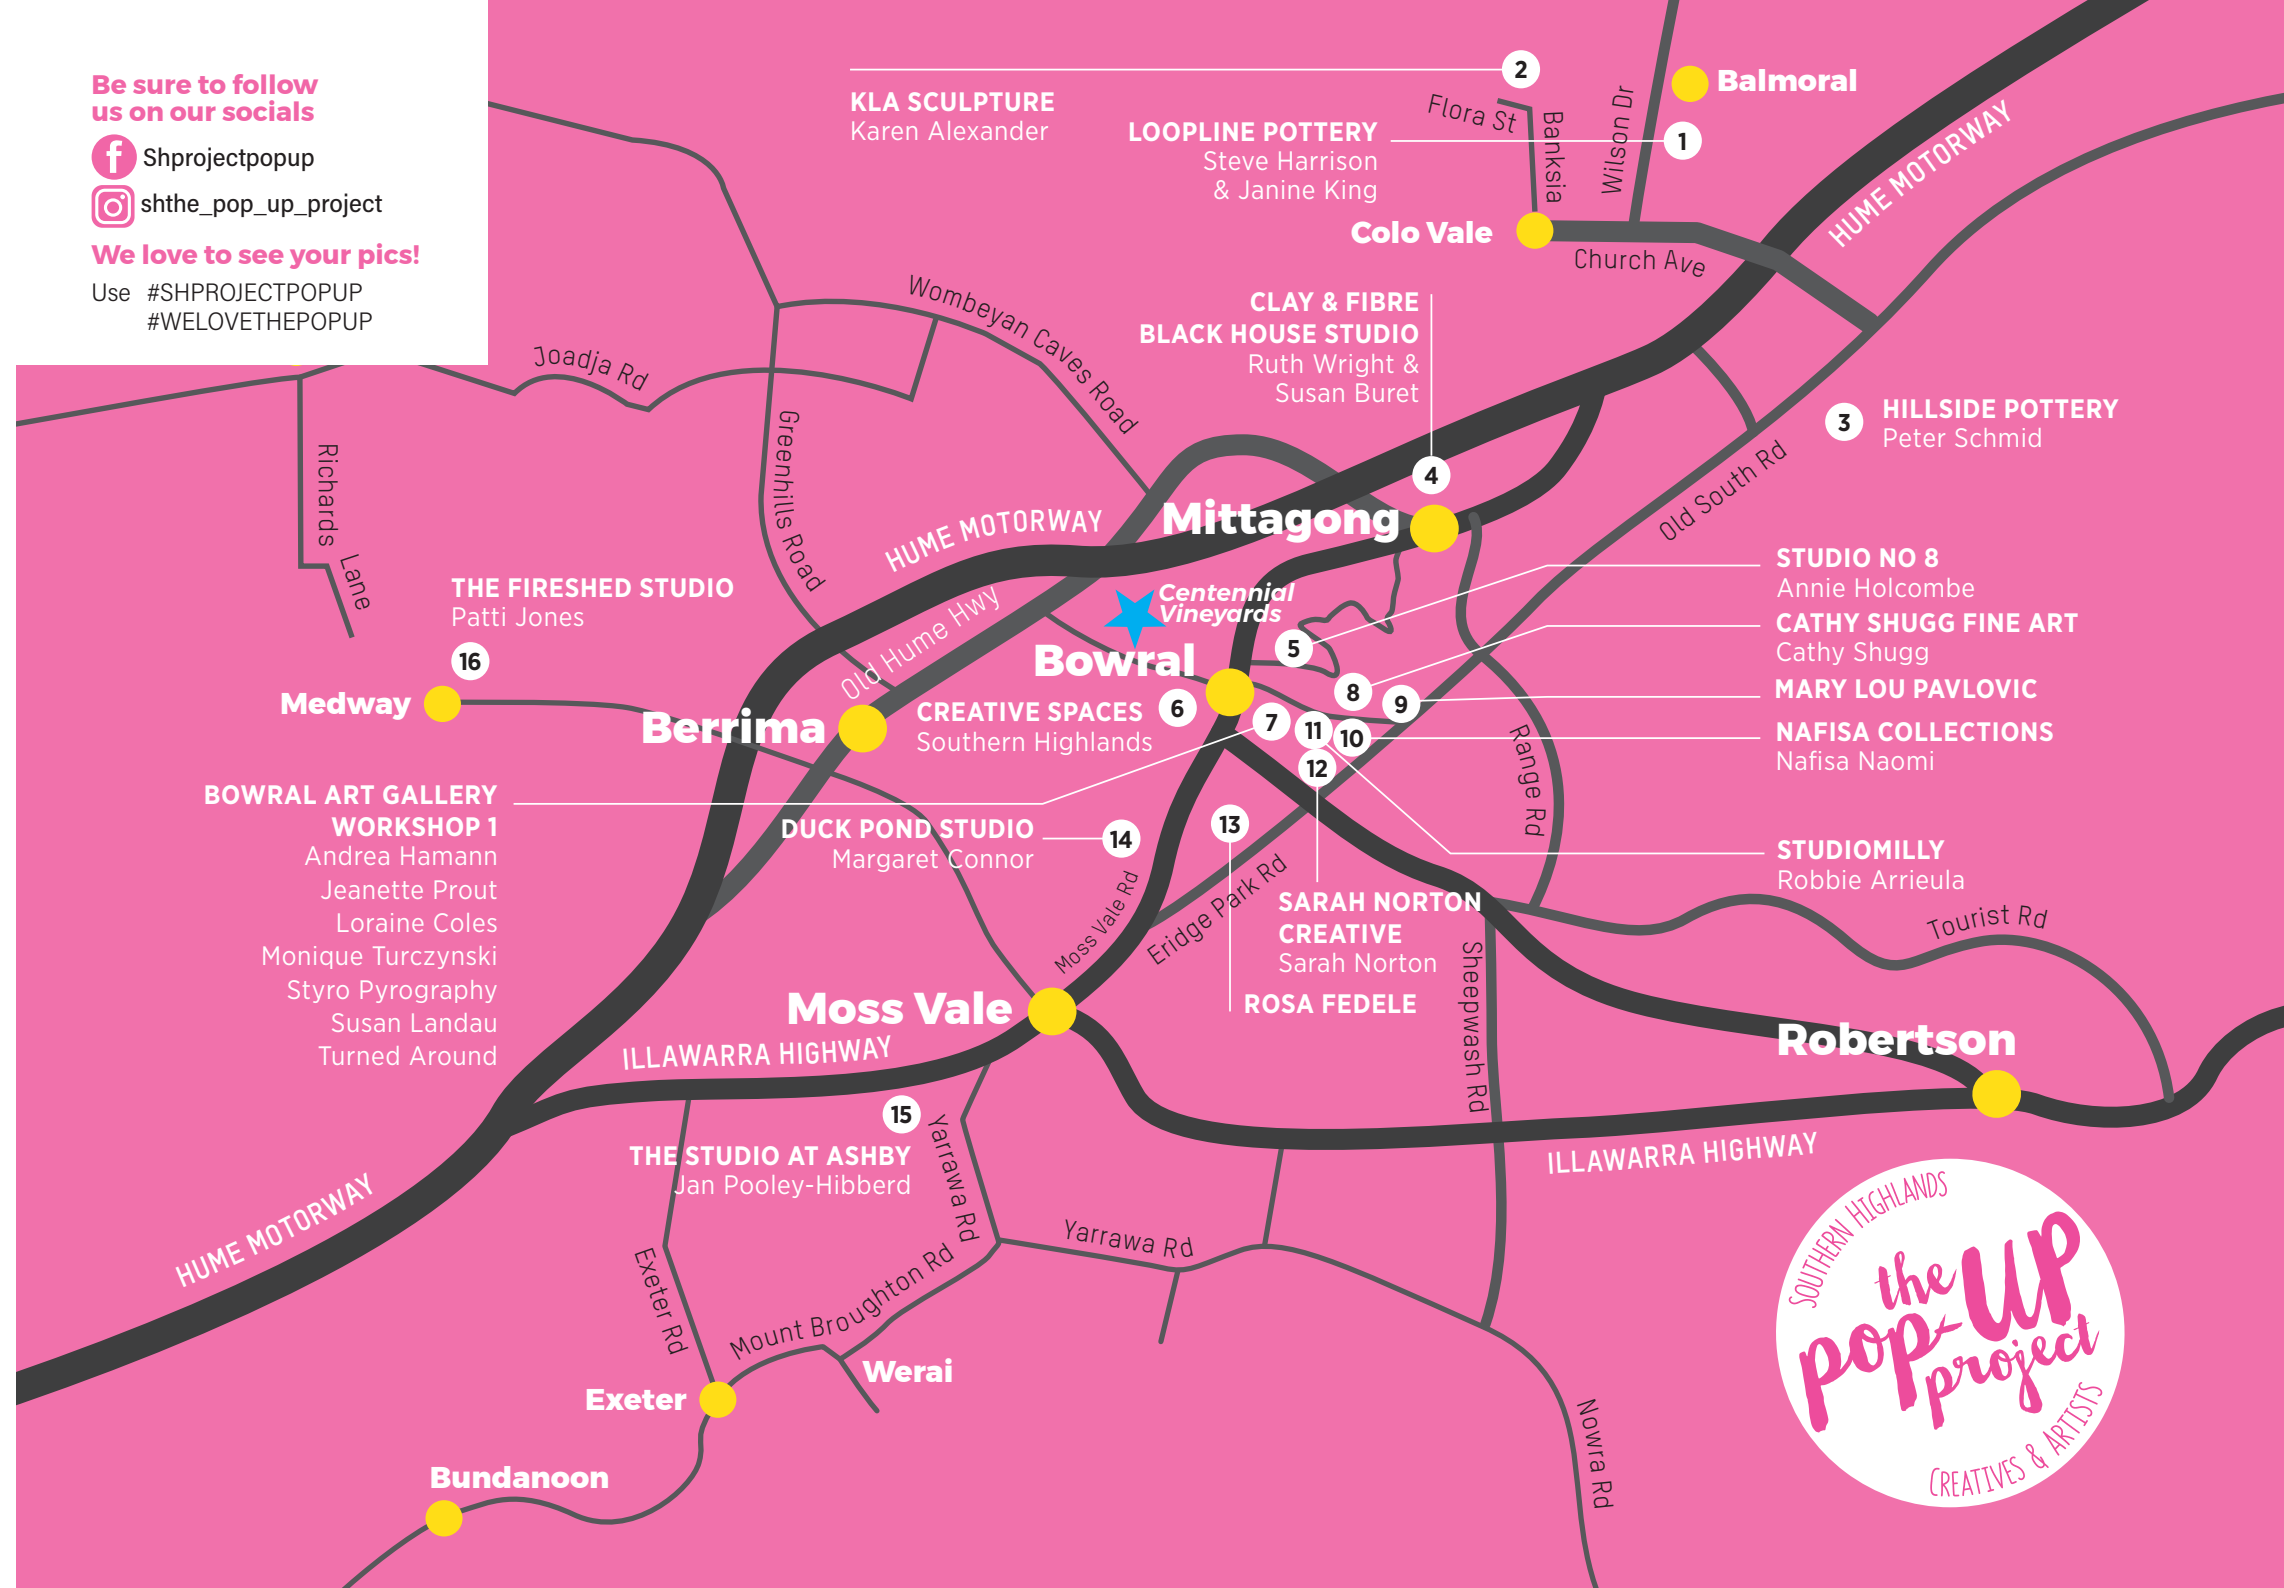 Be sure to follow
us on our socials
Shprojectpopup
shthe_pop_up_project
We love to see your pics!
Use #SHPROJECTPOPUP
#WELOVETHEPOPUP
2
KLA SCULPTURE
Karen Alexander
LOOPLINE POTTERY
Steve Harrison
& Janine King
1
Flora St
Banksia
Wilson Dr
Balmoral
Colo Vale
Church Ave
HUME MOTORWAY
CLAY & FIBRE
BLACK HOUSE STUDIO
Ruth Wright &
Susan Buret
4
Wombeyan Caves Road
Joadja Rd
Greenhills Road
Richards Lane
3
HILLSIDE POTTERY
Peter Schmid
Old South Rd
Mittagong
HUME MOTORWAY
Old Hume Hwy
Centennial
Vineyards
Bowral
THE FIRESHED STUDIO
Patti Jones
16
Medway
Berrima
CREATIVE SPACES
Southern Highlands
6
5
STUDIO NO 8
Annie Holcombe
8
CATHY SHUGG FINE ART
Cathy Shugg
9
MARY LOU PAVLOVIC
10
NAFISA COLLECTIONS
Nafisa Naomi
7
11
12
Range Rd
STUDIOMILLY
Robbie Arrieula
BOWRAL ART GALLERY
WORKSHOP 1
Andrea Hamann
Jeanette Prout
Loraine Coles
Monique Turczynski
Styro Pyrography
Susan Landau
Turned Around
DUCK POND STUDIO
Margaret Connor
14
13
Moss Vale Rd
Eridge Park Rd
SARAH NORTON
CREATIVE
Sarah Norton
ROSA FEDELE
Sheepwash Rd
Tourist Rd
Moss Vale
Robertson
ILLAWARRA HIGHWAY
15
THE STUDIO AT ASHBY
Jan Pooley-Hibberd
Yarrawa Rd
Yarrawa Rd
ILLAWARRA HIGHWAY
HUME MOTORWAY
Exeter Rd
Mount Broughton Rd
Werai
Exeter
Bundanoon
Nowra Rd
SOUTHERN HIGHLANDS
the
pop-UP
project
CREATIVES & ARTISTS